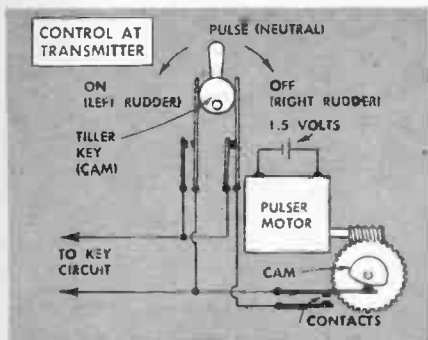 CONTROL AT
TRANSMITTER
PULSE (NEUTRAL)
ON
(LEFT RUDDER)
OFF
(RIGHT RUDDER)
TILLER
KEY
(CAM)
1.5 VOLTS
PULSER
MOTOR
TO KEY
CIRCUIT
CAM
CONTACTS